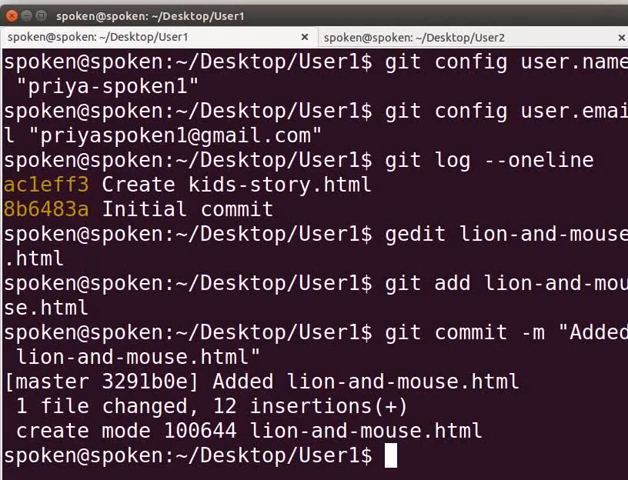 spoken@spoken: ~/Desktop/User1
spoken@spoken: ~/Desktop/User1 × spoken@spoken: ~/Desktop/User2 ×
spoken@spoken:~/Desktop/User1$ git config user.name
"priya-spoken1"
spoken@spoken:~/Desktop/User1$ git config user.emai
l "priyaspoken1@gmail.com"
spoken@spoken:~/Desktop/User1$ git log --oneline
ac1eff3 Create kids-story.html
8b6483a Initial commit
spoken@spoken:~/Desktop/User1$ gedit lion-and-mouse
.html
spoken@spoken:~/Desktop/User1$ git add lion-and-mou
se.html
spoken@spoken:~/Desktop/User1$ git commit -m "Added
lion-and-mouse.html"
[master 3291b0e] Added lion-and-mouse.html
1 file changed, 12 insertions(+)
create mode 100644 lion-and-mouse.html
spoken@spoken:~/Desktop/User1$